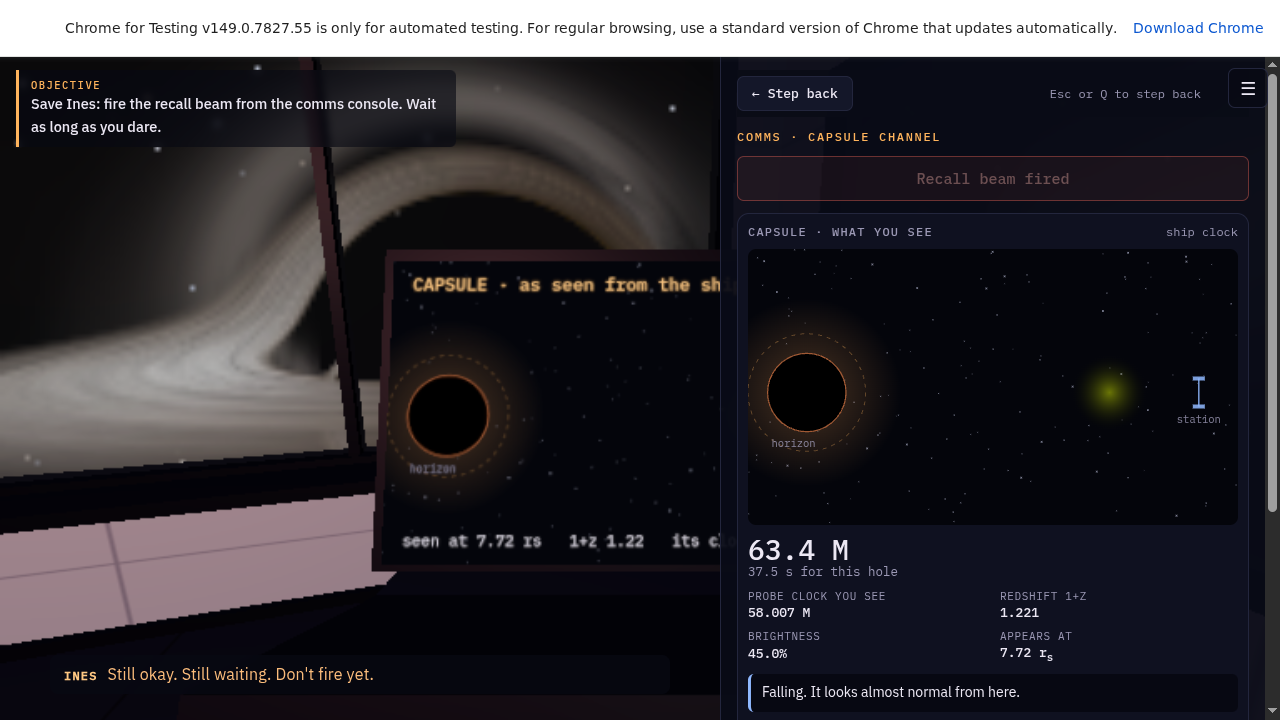 Chrome for Testing v149.0.7827.55 is only for automated testing. For regular browsing, use a standard version of Chrome that updates automatically. Download Chrome
OBJECTIVE
Save Ines: fire the recall beam from the comms console. Wait
as long as you dare.
CAPSULE · as seen from the
horizon
seen at 7.72 rs 1+z 1.22 its
INES Still okay. Still waiting. Don't fire yet.
← Step back
Esc or Q to step back
☰
COMMS · CAPSULE CHANNEL
Recall beam fired
CAPSULE · WHAT YOU SEE
ship clock
station
horizon
63.4 M
37.5 s for this hole
PROBE CLOCK YOU SEE
58.007 M
REDSHIFT 1+Z
1.221
BRIGHTNESS
45.0%
APPEARS AT
7.72 rs
Falling. It looks almost normal from here.